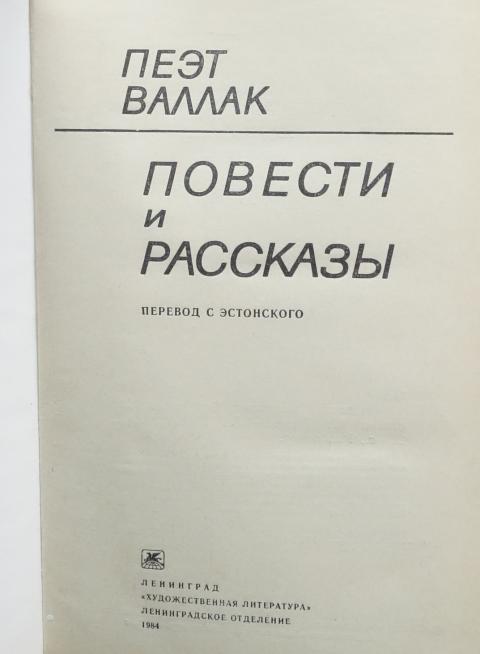 ПЕЭТ
ВАЛЛАК
ПОВЕСТИ
и
РАССКАЗЫ
ПЕРЕВОД С ЭСТОНСКОГО
ЛЕНИНГРАД
«ХУДОЖЕСТВЕННАЯ ЛИТЕРАТУРА»
ЛЕНИНГРАДСКОЕ ОТДЕЛЕНИЕ
1984